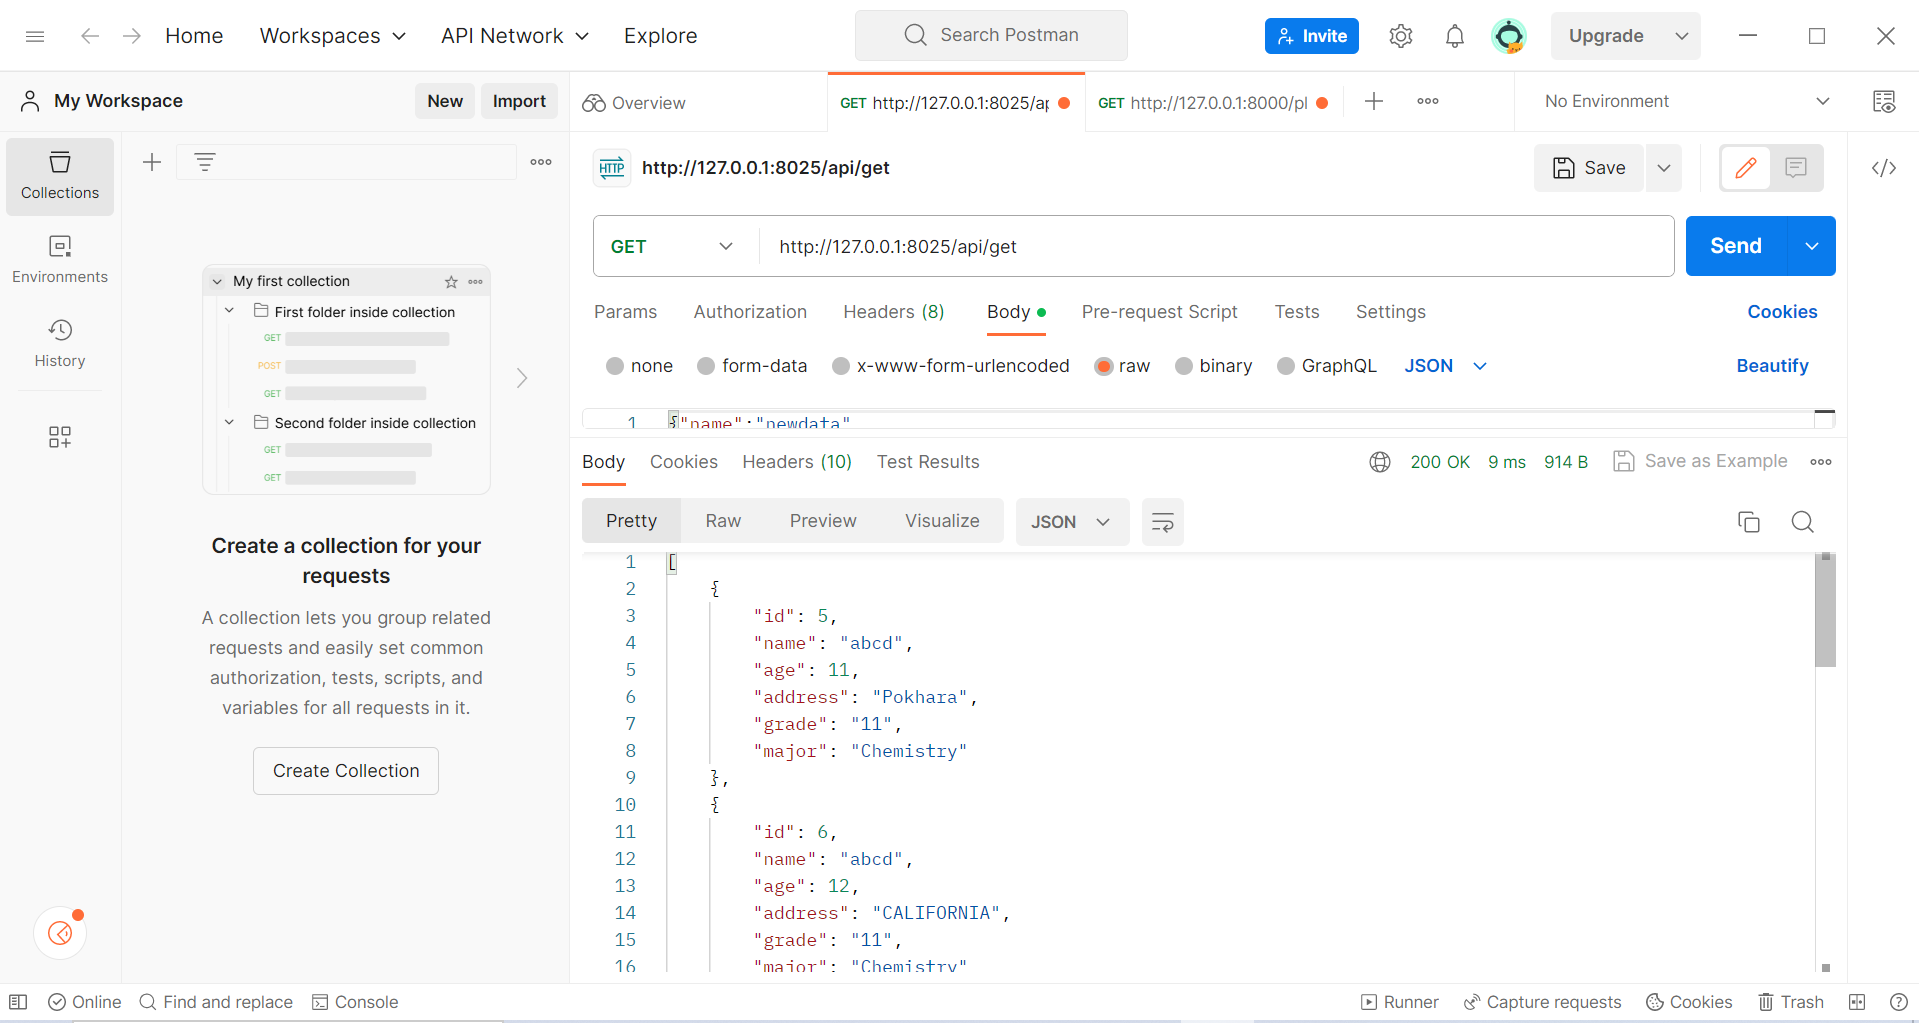 Home Workspaces API Network Explore Search Postman Invite Upgrade
My Workspace New Import Overview GET http://127.0.0.1:8025/ap GET http://127.0.0.1:8000/pl No Environment
Collections
Environments
History
My first collection
First folder inside collection
GET
POST
GET
Second folder inside collection
GET
GET
Create a collection for your
requests
A collection lets you group related
requests and easily set common
authorization, tests, scripts, and
variables for all requests in it.
Create Collection
HTTP http://127.0.0.1:8025/api/get Save </>
GET http://127.0.0.1:8025/api/get Send
Params Authorization Headers (8) Body Pre-request Script Tests Settings Cookies
none form-data x-www-form-urlencoded raw binary GraphQL JSON Beautify
1 {"name":"newdata"
Body Cookies Headers (10) Test Results 200 OK 9 ms 914 B Save as Example
Pretty Raw Preview Visualize JSON
1 [
2 {
3 "id": 5,
4 "name": "abcd",
5 "age": 11,
6 "address": "Pokhara",
7 "grade": "11",
8 "major": "Chemistry"
9 },
10 {
11 "id": 6,
12 "name": "abcd",
13 "age": 12,
14 "address": "CALIFORNIA",
15 "grade": "11",
16 "major": "Chemistry"
Online Find and replace Console Runner Capture requests Cookies Trash